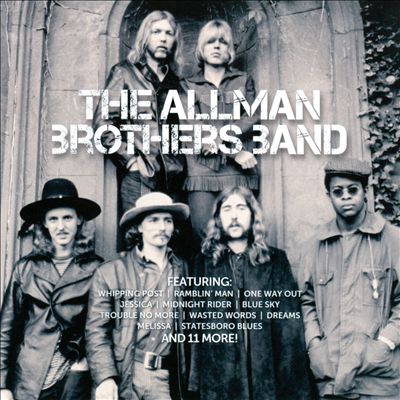 THE ALLMAN
BROTHERS BAND
FEATURING:
WHIPPING POST | RAMBLIN' MAN | ONE WAY OUT
JESSICA | MIDNIGHT RIDER | BLUE SKY
TROUBLE NO MORE | WASTED WORDS | DREAMS
MELISSA | STATESBORO BLUES
AND 11 MORE!